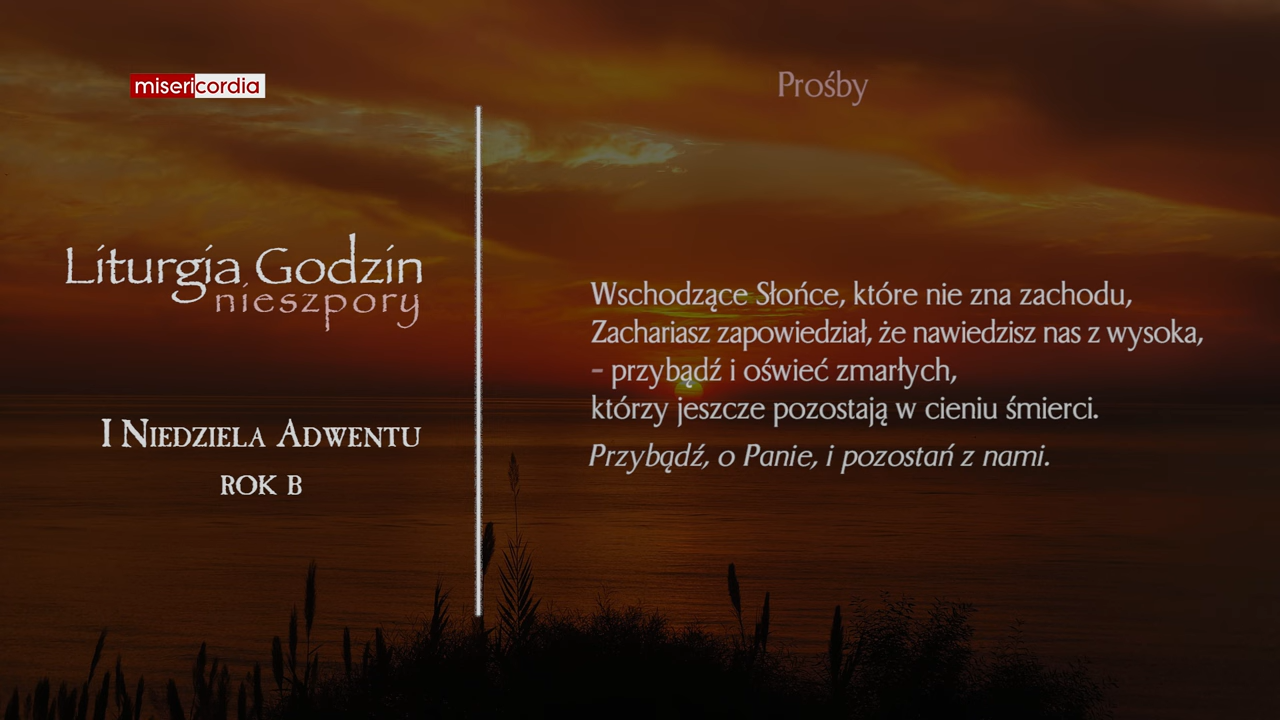 misericordia
Prośby
Liturgia Godzin
nieszpory
I Niedziela Adwentu
rok B
Wschodzące Słońce, które nie zna zachodu,
Zachariasz zapowiedział, że nawiedzisz nas z wysoka,
– przybądź i oświeć zmarłych,
którzy jeszcze pozostają w cieniu śmierci.
Przybądź, o Panie, i pozostań z nami.